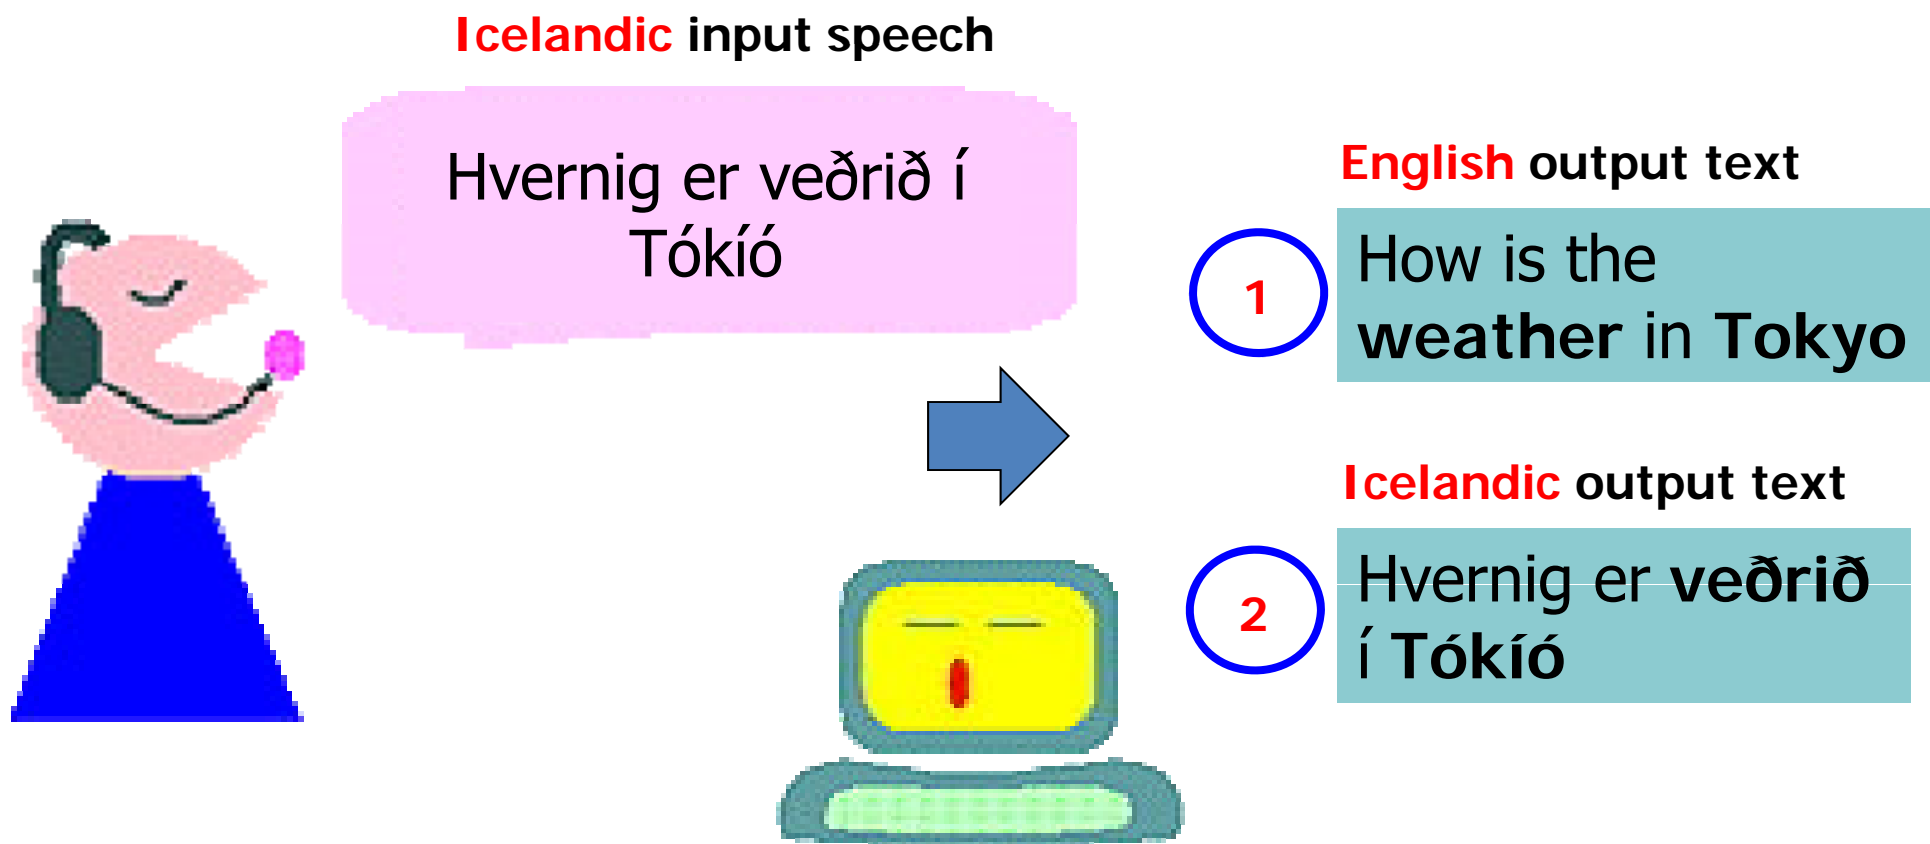 Icelandic input speech
Hvernig er veðrið í
Tókíó
English output text
1
How is the
weather in Tokyo
Icelandic output text
2
Hvernig er veðrið
í Tókíó